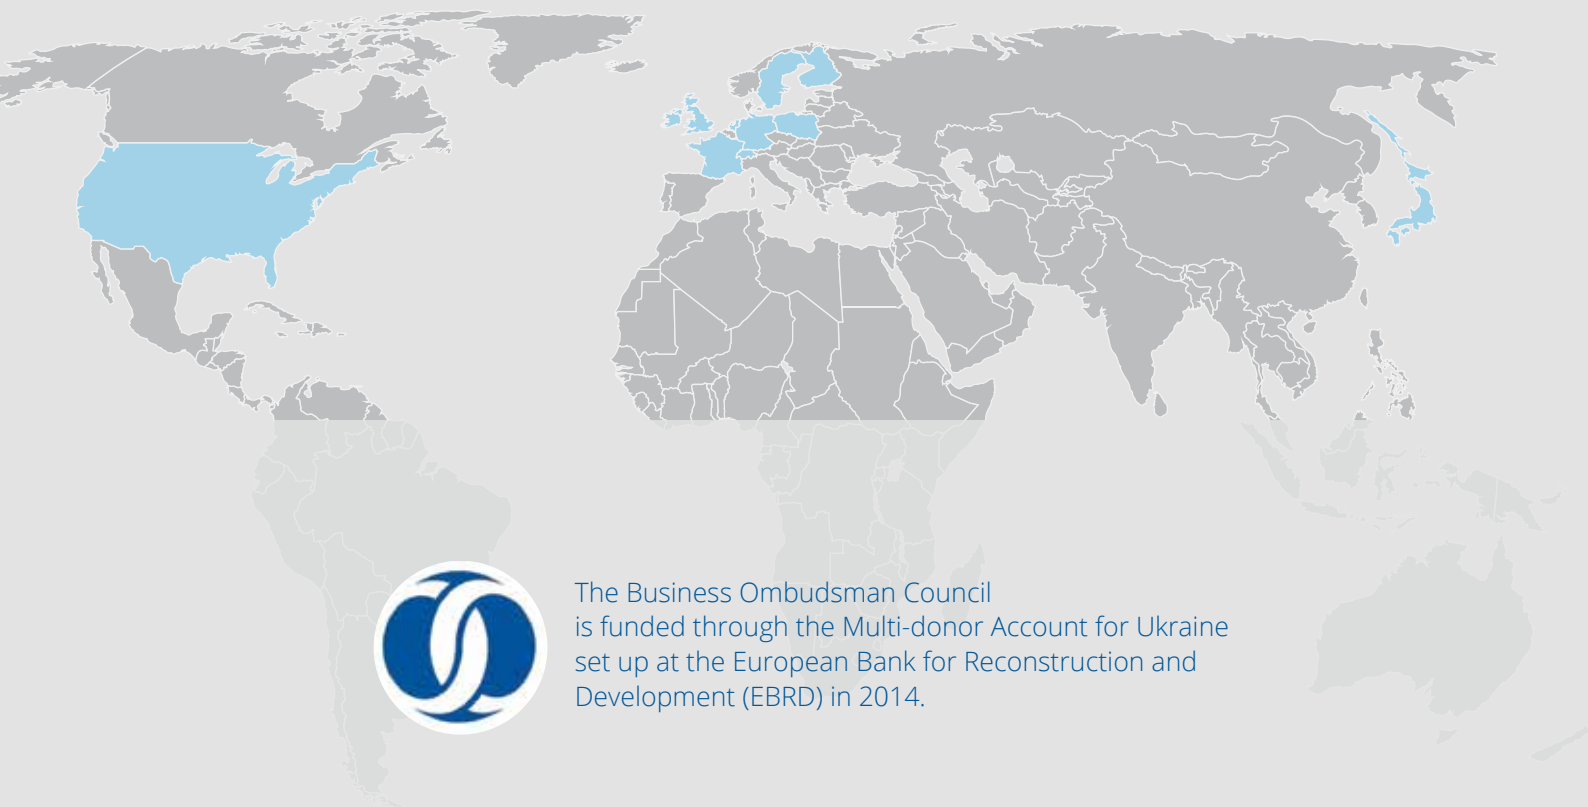 The Business Ombudsman Council
is funded through the Multi-donor Account for Ukraine
set up at the European Bank for Reconstruction and
Development (EBRD) in 2014.